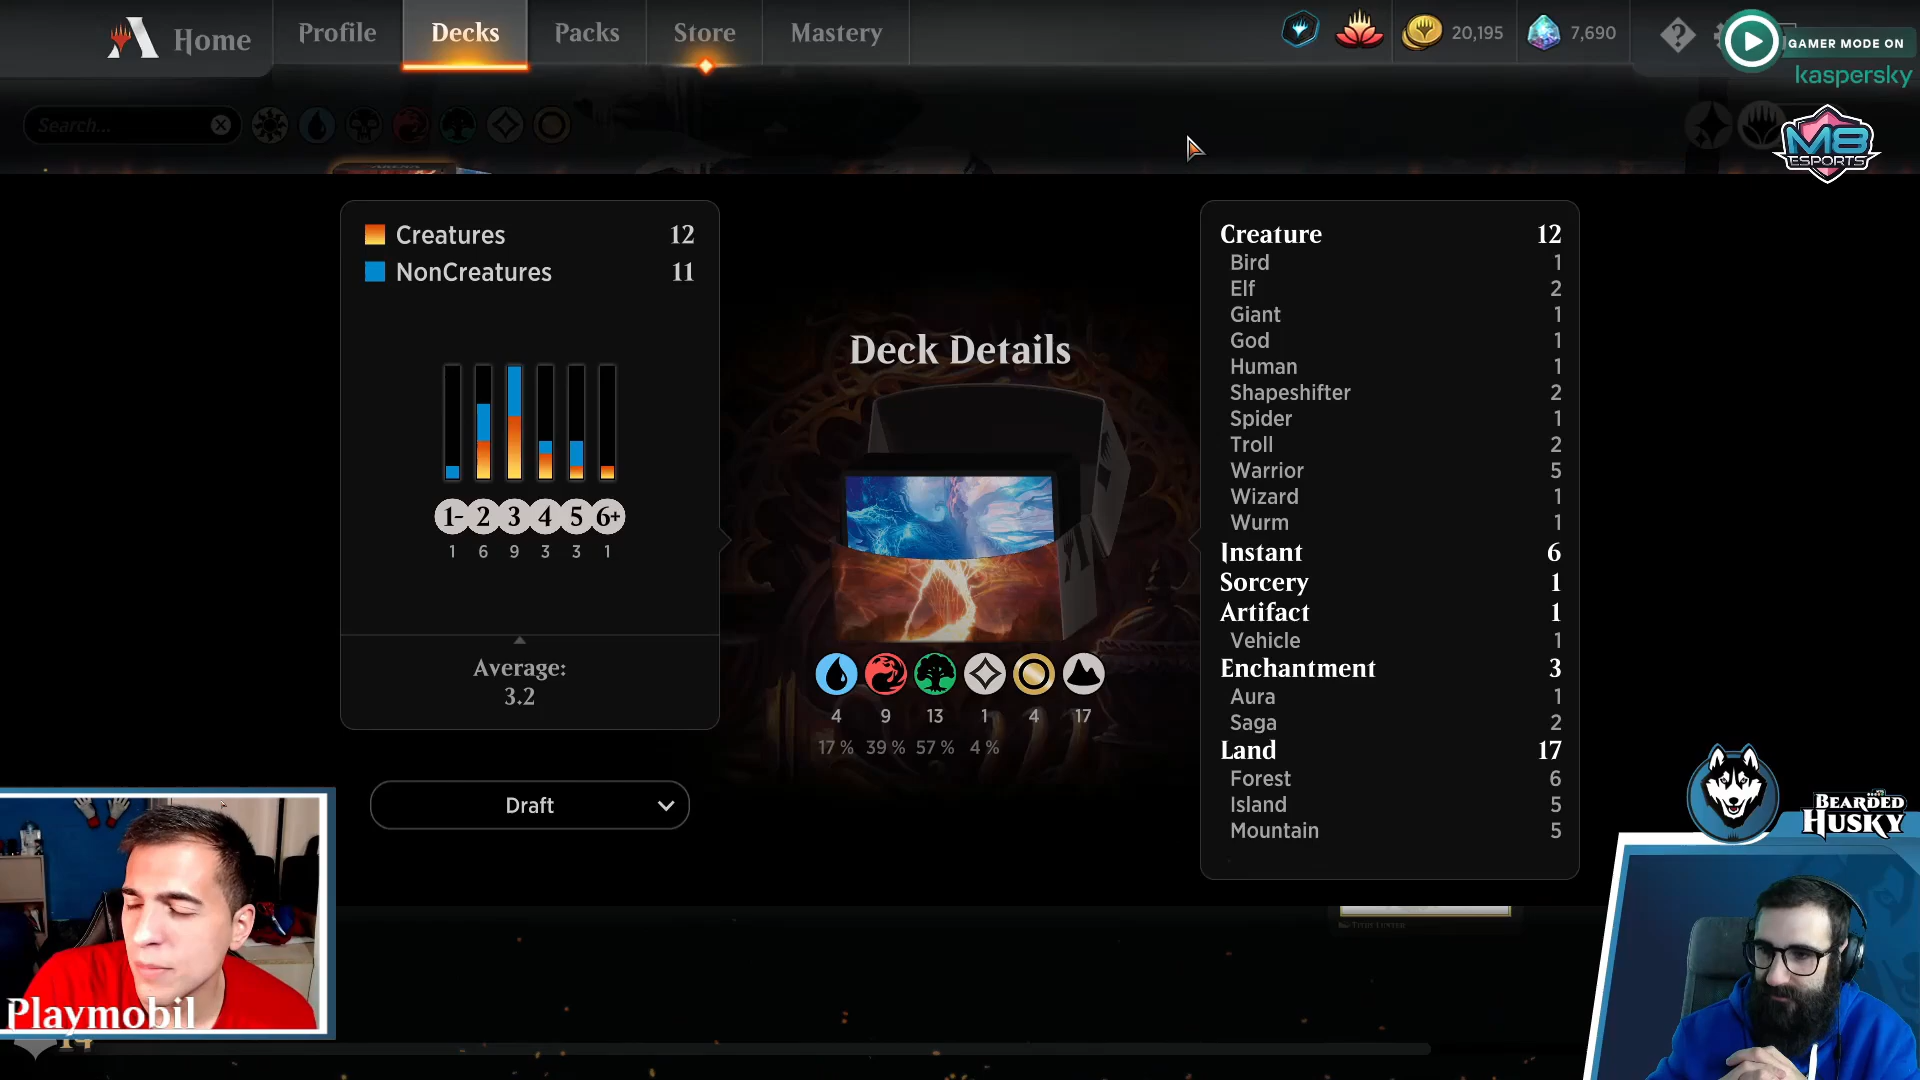 Home
Profile
Decks
Packs
Store
Mastery
20,195
7,690
?
GAMER MODE ON
kaspersky
Search...
M8
ESPORTS
Creatures 12
NonCreatures 11
1- 2 3 4 5 6+
1 6 9 3 3 1
Average:
3.2
Draft
Deck Details
4 9 13 1 4 17
17 % 39 % 57 % 4 %
Creature 12
Bird 1
Elf 2
Giant 1
God 1
Human 1
Shapeshifter 2
Spider 1
Troll 2
Warrior 5
Wizard 1
Wurm 1
Instant 6
Sorcery 1
Artifact 1
Vehicle 1
Enchantment 3
Aura 1
Saga 2
Land 17
Forest 6
Island 5
Mountain 5
BEARDED
HUSKY
Playmobil
14